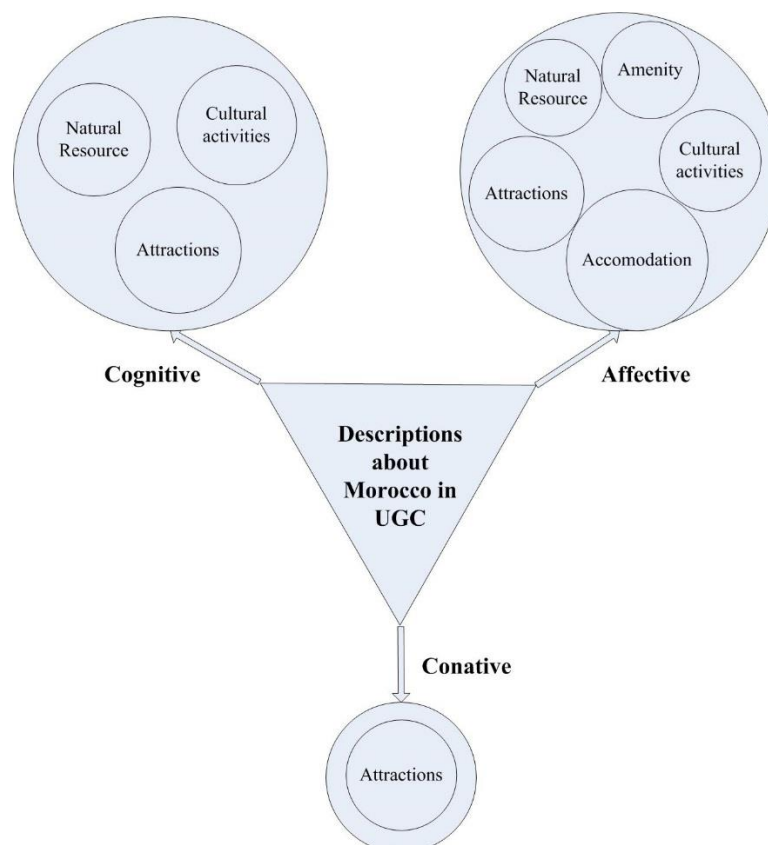 Natural
Resource
Cultural
activities
Attractions
Cognitive
Natural
Resource
Amenity
Cultural
activities
Attractions
Accomodation
Affective
Descriptions
about
Morocco in
UGC
Conative
Attractions